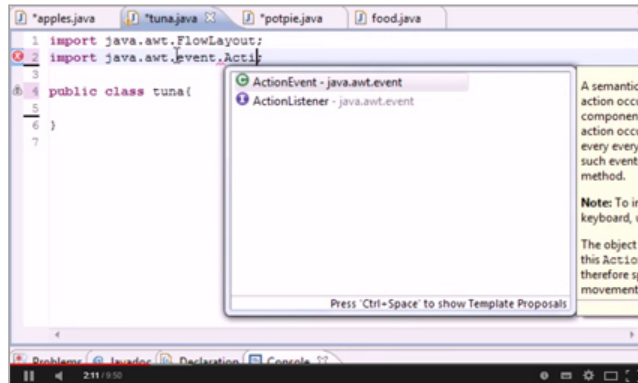 *apples.java *tuna.java *potpie.java food.java
1 import java.awt.FlowLayout;
2 import java.awt.event.Acti;
3
4 public class tuna{
5
6 }
7
ActionEvent - java.awt.event
ActionListener - java.awt.event
Press 'Ctrl+Space' to show Template Proposals
A semantic
action occu
componen
action occu
every every
such event
method.
Note: To in
keyboard, u
The object
this Actio
therefore s
movement
Problems @ Javadoc Declaration Console
2:11 / 9:50